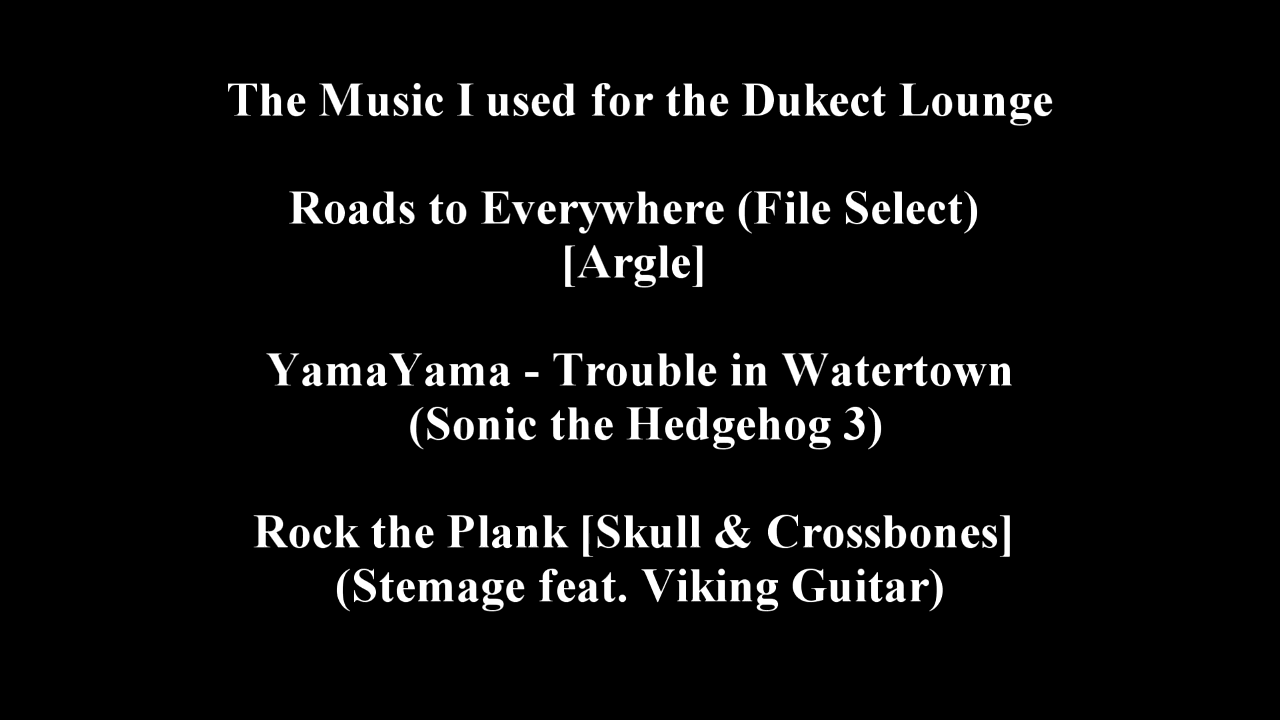 The Music I used for the Dukect Lounge
Roads to Everywhere (File Select)
[Argle]
YamaYama - Trouble in Watertown
(Sonic the Hedgehog 3)
Rock the Plank [Skull & Crossbones]
(Stemage feat. Viking Guitar)